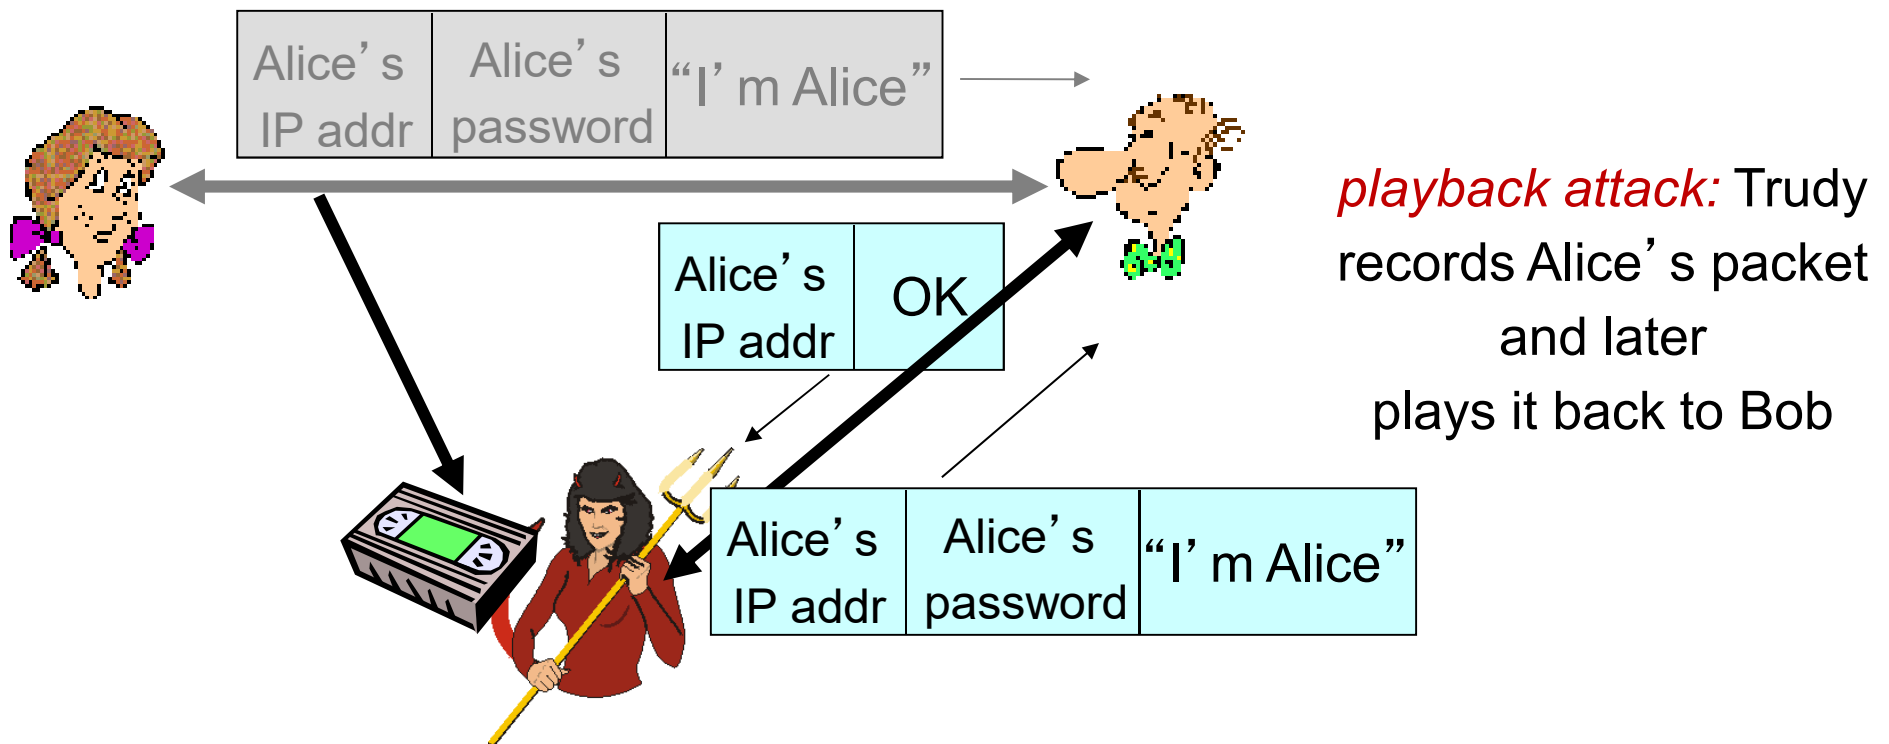 Alice’s
IP addr
Alice’s
password
“I’m Alice”
playback attack: Trudy
records Alice’s packet
and later
plays it back to Bob
Alice’s
IP addr
OK
Alice’s
IP addr
Alice’s
password
“I’m Alice”